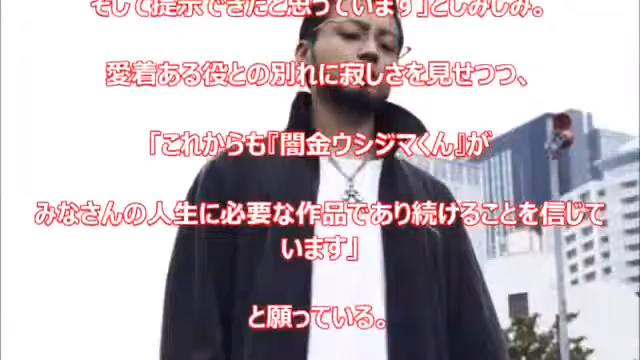 そして提示できたと思っています」としみじみ。
愛着ある役との別れに寂しさを見せつつ、
「これからも『闇金ウシジマくん』が
みなさんの人生に必要な作品であり続けることを信じて
います」
と願っている。